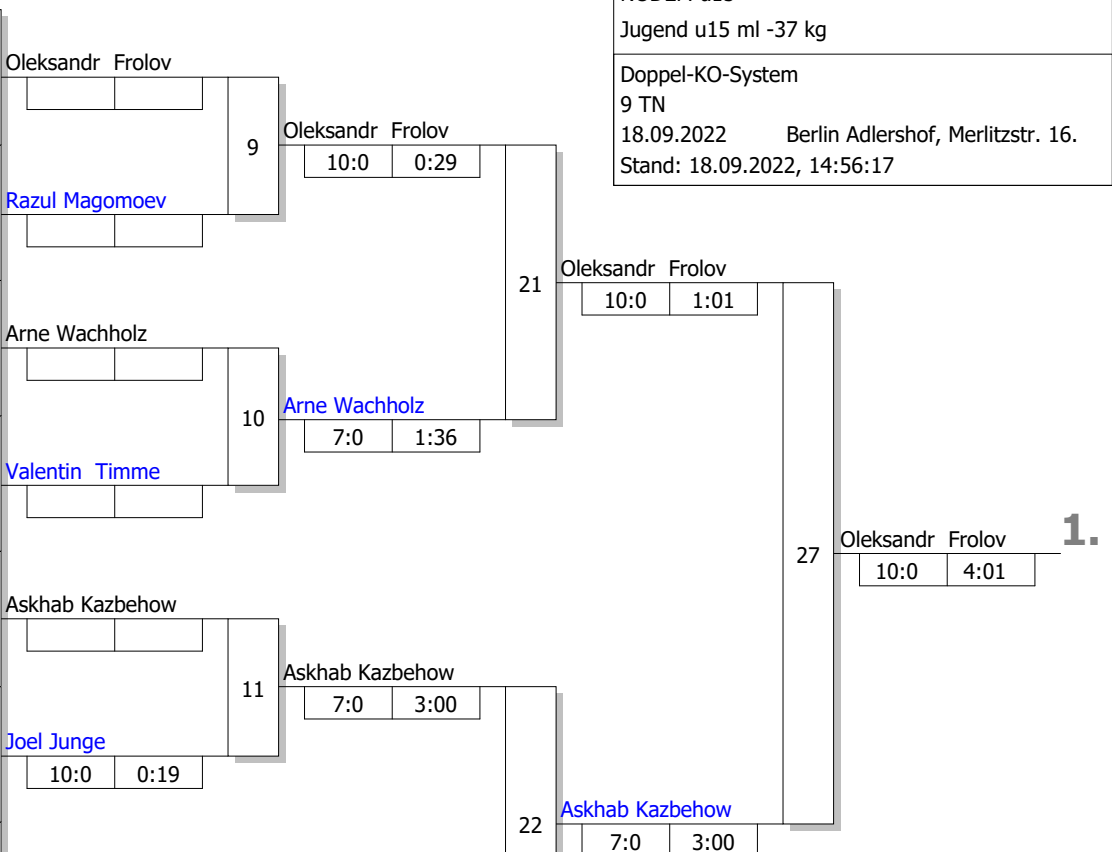 Jugend u15 ml -37 kg
Doppel-KO-System
9 TN
18.09.2022 Berlin Adlershof, Merlitzstr. 16.
Stand: 18.09.2022, 14:56:17
Oleksandr Frolov
9
Oleksandr Frolov
10:0 0:29
Razul Magomoev
21
Oleksandr Frolov
10:0 1:01
Arne Wachholz
10
Arne Wachholz
7:0 1:36
Valentin Timme
27
Oleksandr Frolov
1.
10:0 4:01
Askhab Kazbehow
11
Askhab Kazbehow
7:0 3:00
Joel Junge
10:0 0:19
22
Askhab Kazbehow
7:0 3:00